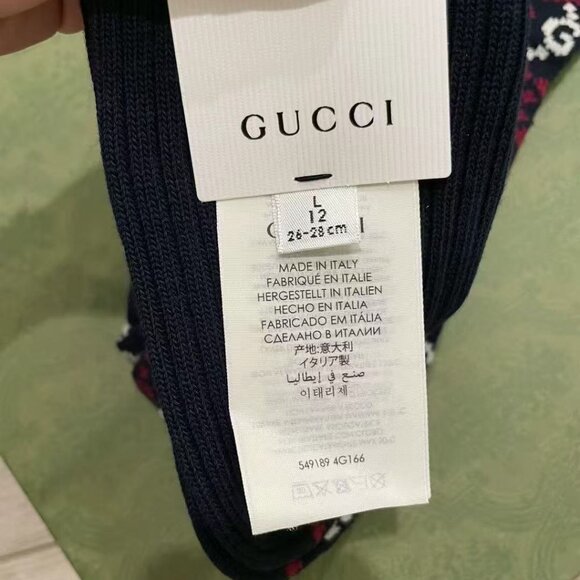 GUCCI
L
12
26-28 cm
MADE IN ITALY
FABRIQUÉ EN ITALIE
HERGESTELLT IN ITALIEN
HECHO EN ITALIA
FABRICADO EM ITÁLIA
СДЕЛАНО В ИТАЛИИ
产地:意大利
イタリア製
صنع في إيطاليا
이태리제
549189 4G166